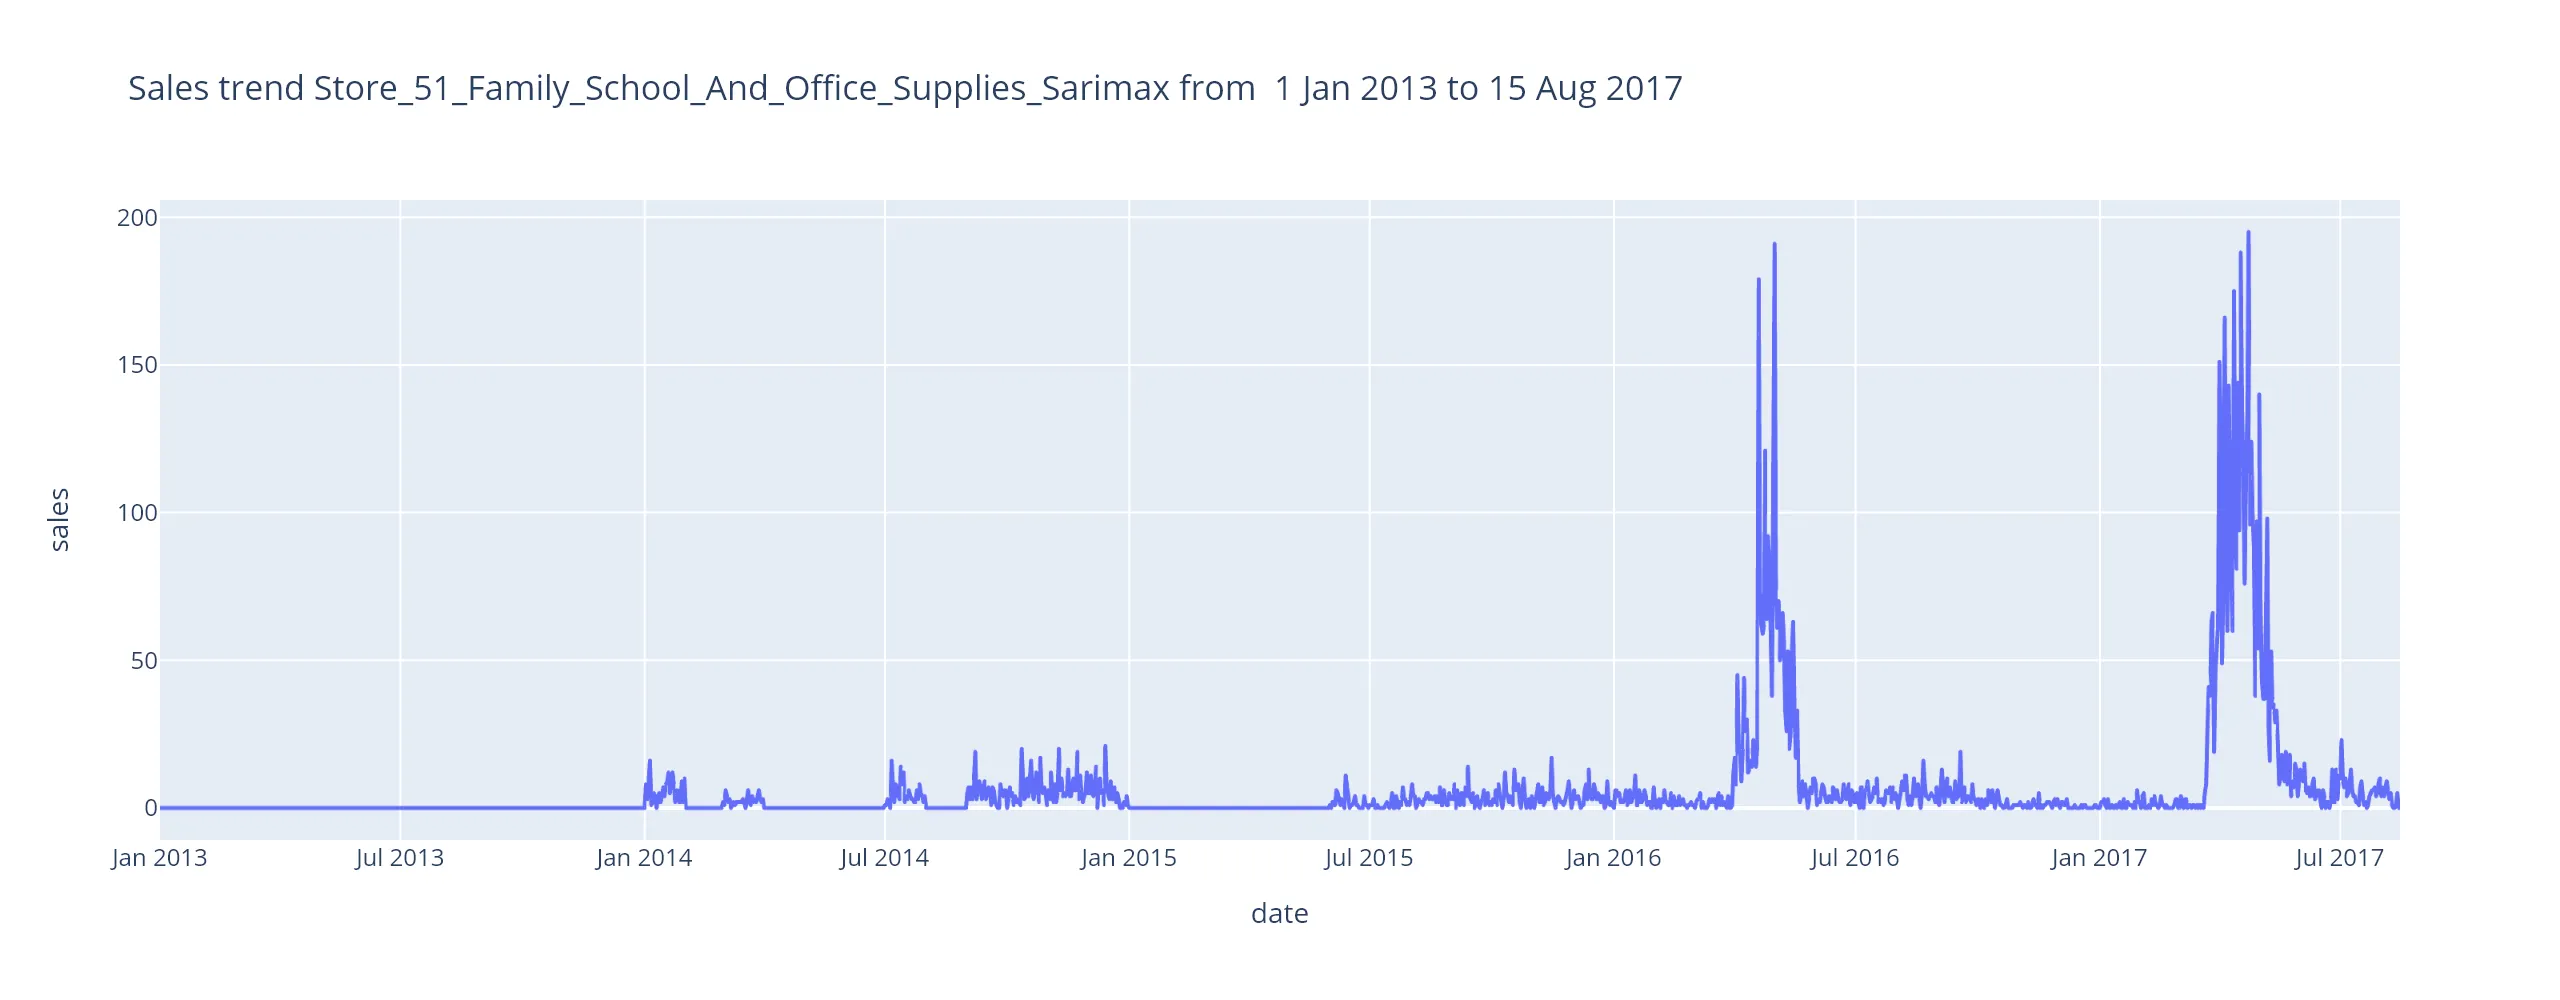 Sales trend Store_51_Family_School_And_Office_Supplies_Sarimax from  1 Jan 2013 to 15 Aug 2017
200
150
100
50
0
sales
Jan 2013 Jul 2013 Jan 2014 Jul 2014 Jan 2015 Jul 2015 Jan 2016 Jul 2016 Jan 2017 Jul 2017
date